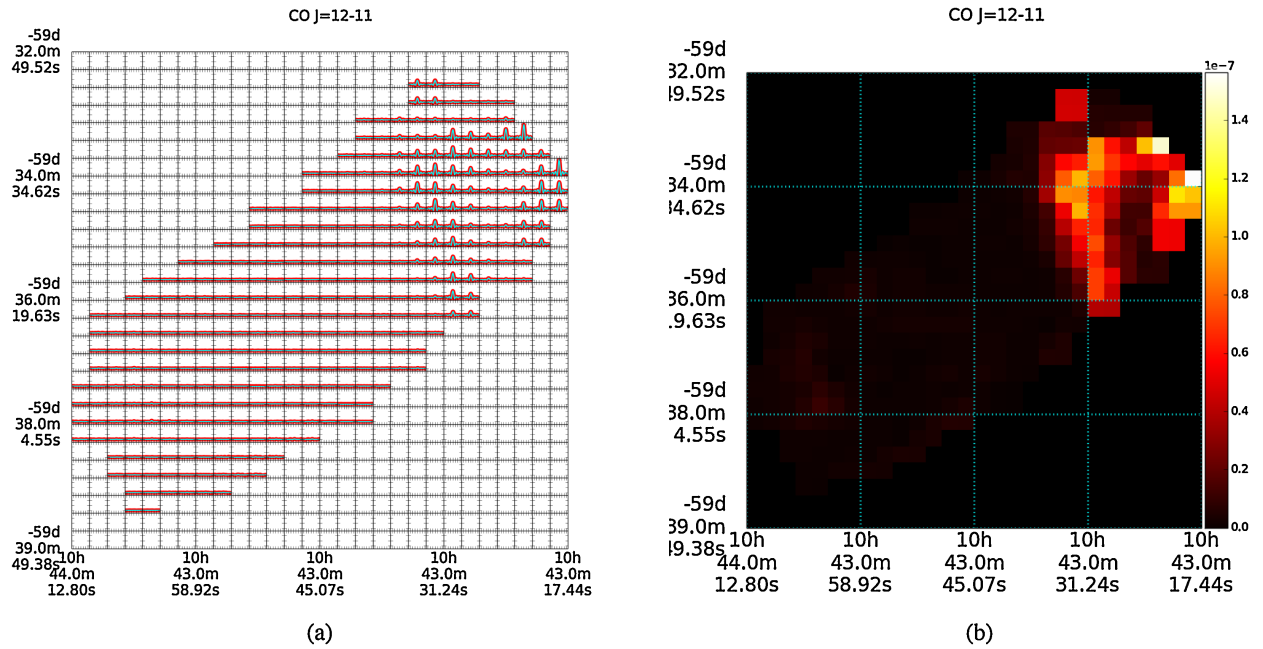 CO J=12-11
-59d
32.0m
49.52s
-59d
34.0m
34.62s
-59d
36.0m
19.63s
-59d
38.0m
4.55s
-59d
39.0m
49.38s
10h
44.0m
12.80s
10h
43.0m
58.92s
10h
43.0m
45.07s
10h
43.0m
31.24s
10h
43.0m
17.44s
(a)
CO J=12-11
-59d
32.0m
19.52s
-59d
34.0m
34.62s
-59d
36.0m
.9.63s
-59d
38.0m
4.55s
-59d
39.0m
49.38s
10h
44.0m
12.80s
10h
43.0m
58.92s
10h
43.0m
45.07s
10h
43.0m
31.24s
10h
43.0m
17.44s
1e-7
1.4
1.2
1.0
0.8
0.6
0.4
0.2
0.0
(b)